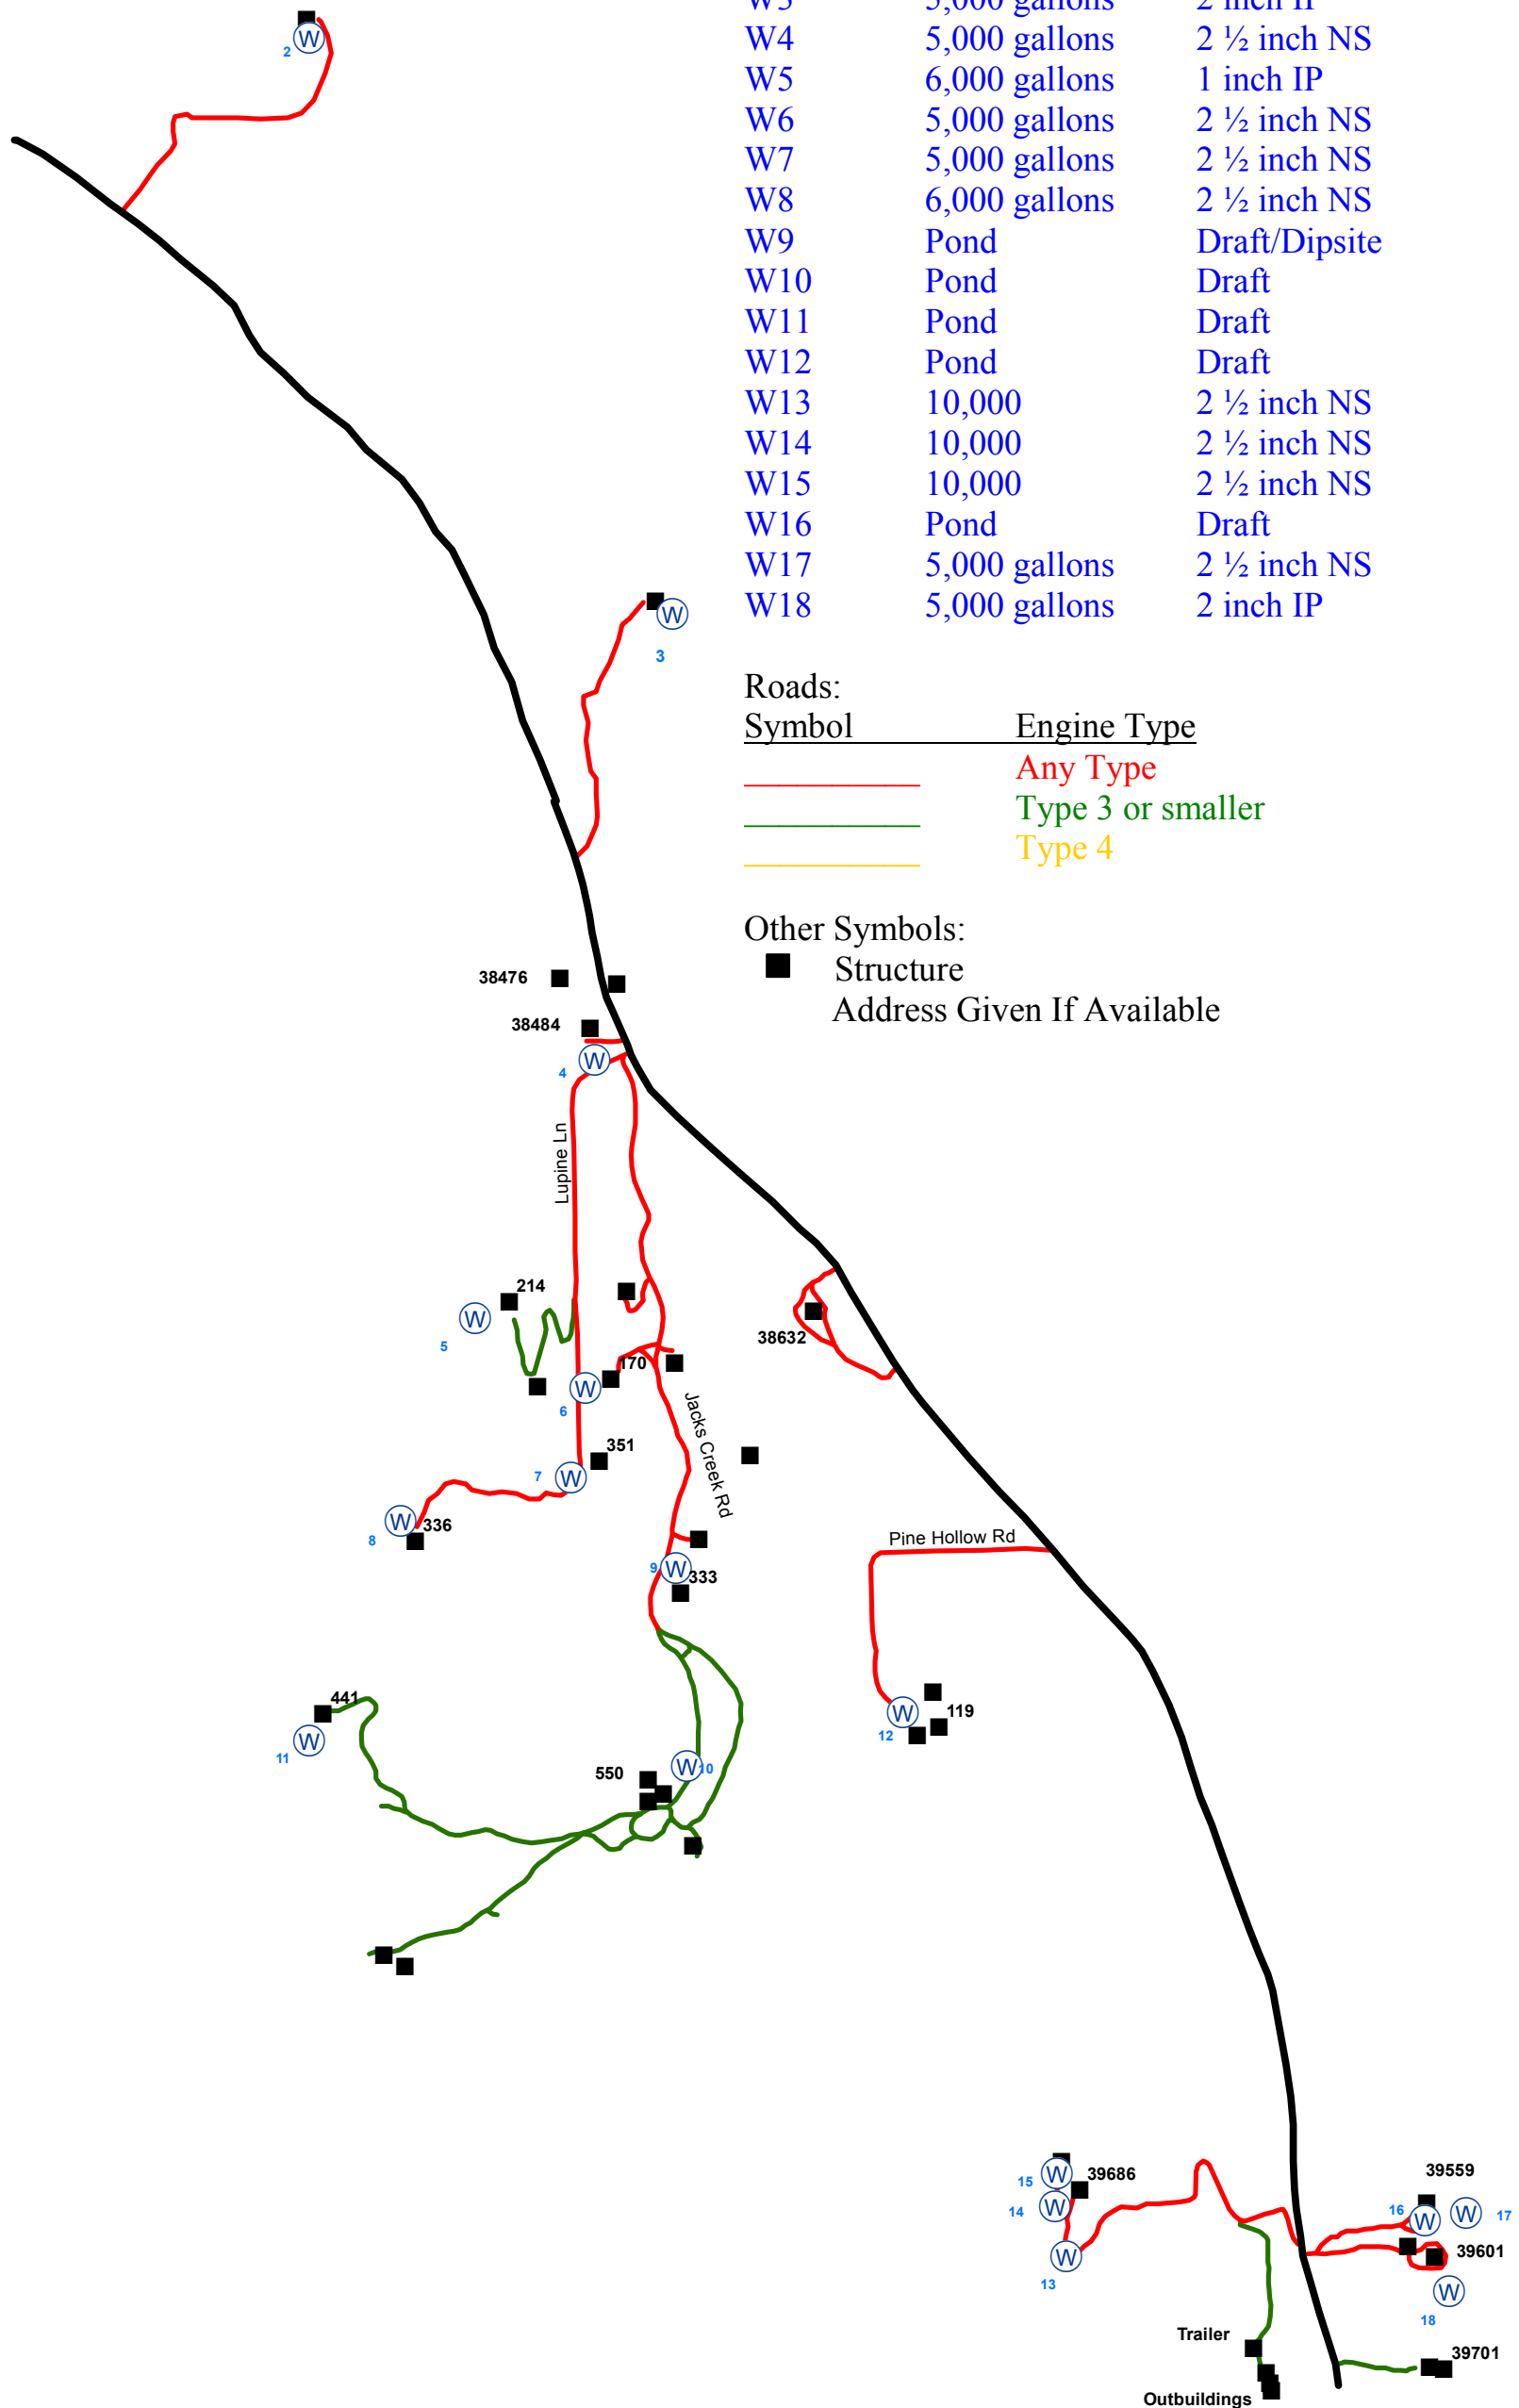 W3 5,000 gallons 2 inch IP
W4 5,000 gallons 2 ½ inch NS
W5 6,000 gallons 1 inch IP
W6 5,000 gallons 2 ½ inch NS
W7 5,000 gallons 2 ½ inch NS
W8 6,000 gallons 2 ½ inch NS
W9 Pond Draft/Dipsite
W10 Pond Draft
W11 Pond Draft
W12 Pond Draft
W13 10,000 2 ½ inch NS
W14 10,000 2 ½ inch NS
W15 10,000 2 ½ inch NS
W16 Pond Draft
W17 5,000 gallons 2 ½ inch NS
W18 5,000 gallons 2 inch IP
Roads:
Symbol Engine Type
Any Type
Type 3 or smaller
Type 4
Other Symbols:
Structure
Address Given If Available
W
2
W
3
38476
38484
W
4
Lupine Ln
214
W
5
38632
170
W
6
Jacks Creek Rd
351
W
7
W
8
336
Pine Hollow Rd
W
9
333
441
W
11
119
W
12
550
W
10
39559
W
15
39686
W
14
W
16
W
17
W
13
39601
W
18
Trailer
39701
Outbuildings